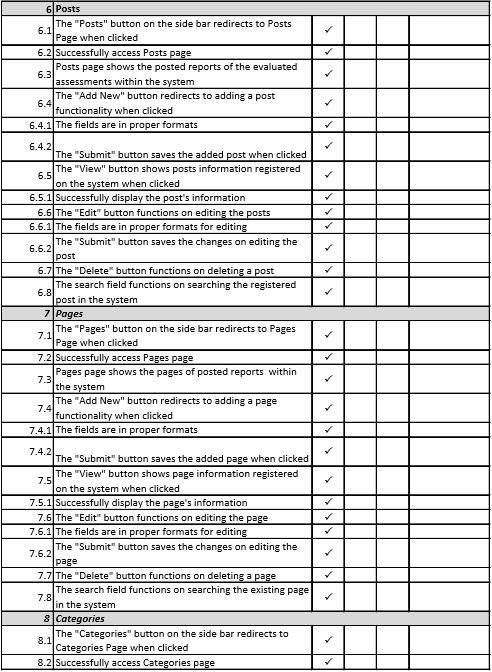 6 Posts
6.1 The "Posts" button on the side bar redirects to Posts
Page when clicked ✓
6.2 Successfully access Posts page ✓
6.3 Posts page shows the posted reports of the evaluated
assessments within the system ✓
6.4 The "Add New" button redirects to adding a post
functionality when clicked ✓
6.4.1 The fields are in proper formats ✓
6.4.2 The "Submit" button saves the added post when clicked ✓
6.5 The "View" button shows posts information registered
on the system when clicked ✓
6.5.1 Successfully display the post's information ✓
6.6 The "Edit" button functions on editing the posts ✓
6.6.1 The fields are in proper formats for editing ✓
6.6.2 The "Submit" button saves the changes on editing the
post ✓
6.7 The "Delete" button functions on deleting a post ✓
6.8 The search field functions on searching the registered
post in the system ✓
7 Pages
7.1 The "Pages" button on the side bar redirects to Pages
Page when clicked ✓
7.2 Successfully access Pages page ✓
7.3 Pages page shows the pages of posted reports within
the system ✓
7.4 The "Add New" button redirects to adding a page
functionality when clicked ✓
7.4.1 The fields are in proper formats ✓
7.4.2 The "Submit" button saves the added page when clicked ✓
7.5 The "View" button shows page information registered
on the system when clicked ✓
7.5.1 Successfully display the page's information ✓
7.6 The "Edit" button functions on editing the page ✓
7.6.1 The fields are in proper formats for editing ✓
7.6.2 The "Submit" button saves the changes on editing the
page ✓
7.7 The "Delete" button functions on deleting a page ✓
7.8 The search field functions on searching the existing page
in the system ✓
8 Categories
8.1 The "Categories" button on the side bar redirects to
Categories Page when clicked ✓
8.2 Successfully access Categories page ✓